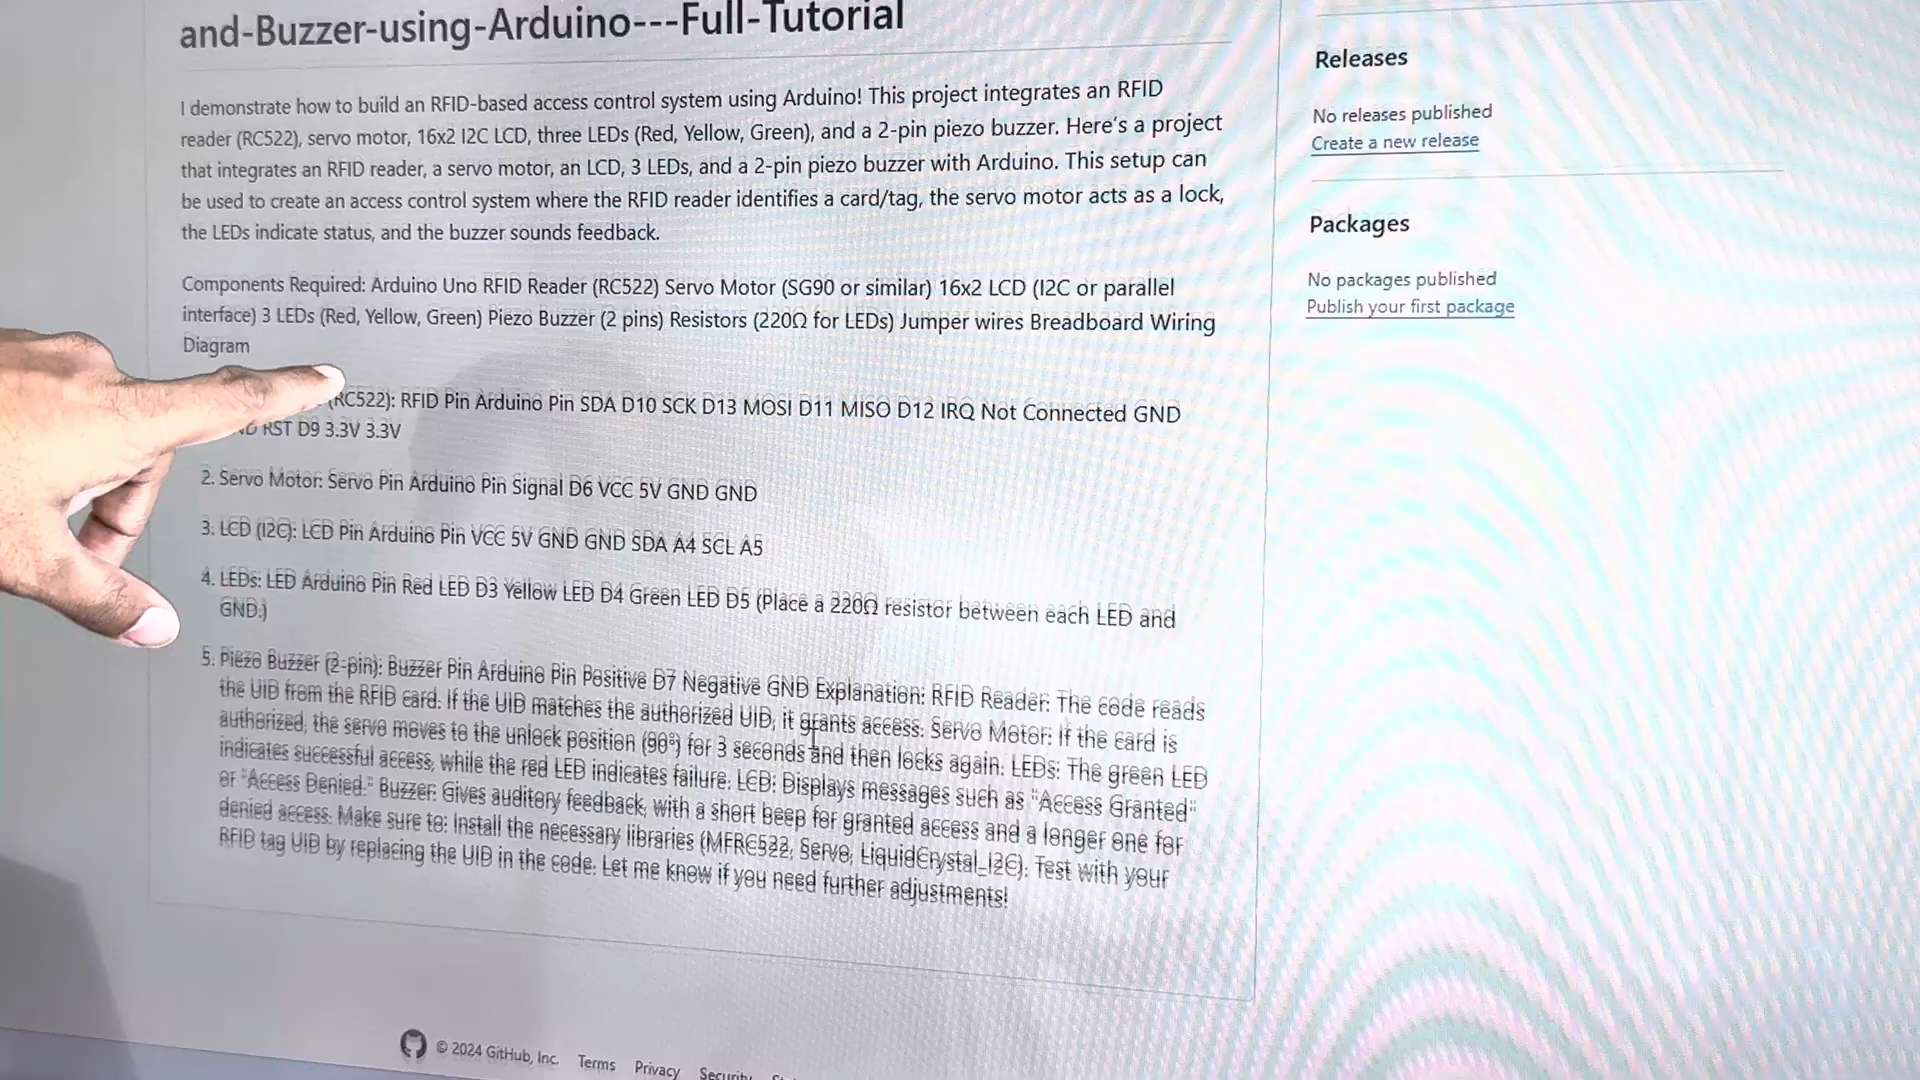 and-Buzzer-using-Arduino---Full-Tutorial
I demonstrate how to build an RFID-based access control system using Arduino! This project integrates an RFID
reader (RC522), servo motor, 16x2 I2C LCD, three LEDs (Red, Yellow, Green), and a 2-pin piezo buzzer. Here's a project
that integrates an RFID reader, a servo motor, an LCD, 3 LEDs, and a 2-pin piezo buzzer with Arduino. This setup can
be used to create an access control system where the RFID reader identifies a card/tag, the servo motor acts as a lock,
the LEDs indicate status, and the buzzer sounds feedback.
Components Required: Arduino Uno RFID Reader (RC522) Servo Motor (SG90 or similar) 16x2 LCD (I2C or parallel
interface) 3 LEDs (Red, Yellow, Green) Piezo Buzzer (2 pins) Resistors (220Ω for LEDs) Jumper wires Breadboard Wiring
Diagram
(RC522): RFID Pin Arduino Pin SDA D10 SCK D13 MOSI D11 MISO D12 IRQ Not Connected GND
RST D9 3.3V 3.3V
2. Servo Motor: Servo Pin Arduino Pin Signal D6 VCC 5V GND GND
3. LCD (I2C): LCD Pin Arduino Pin VCC 5V GND GND SDA A4 SCL A5
4. LEDs: LED Arduino Pin Red LED D3 Yellow LED D4 Green LED D5 (Place a 220Ω resistor between each LED and
GND.)
5. Piezo Buzzer (2-pin): Buzzer Pin Arduino Pin Positive D7 Negative GND Explanation: RFID Reader: The code reads
the UID from the RFID card. If the UID matches the authorized UID, it grants access. Servo Motor: If the card is
authorized, the servo moves to the unlock position (90°) for 3 seconds and then locks again. LEDs: The green LED
indicates successful access, while the red LED indicates failure. LCD: Displays messages such as "Access Granted"
or "Access Denied." Buzzer: Gives auditory feedback, with a short beep for granted access and a longer one for
denied access. Make sure to: Install the necessary libraries (MFRC522, Servo, LiquidCrystal_I2C). Test with your
RFID tag UID by replacing the UID in the code. Let me know if you need further adjustments!
Releases
No releases published
Create a new release
Packages
No packages published
Publish your first package
© 2024 GitHub, Inc. Terms Privacy Security